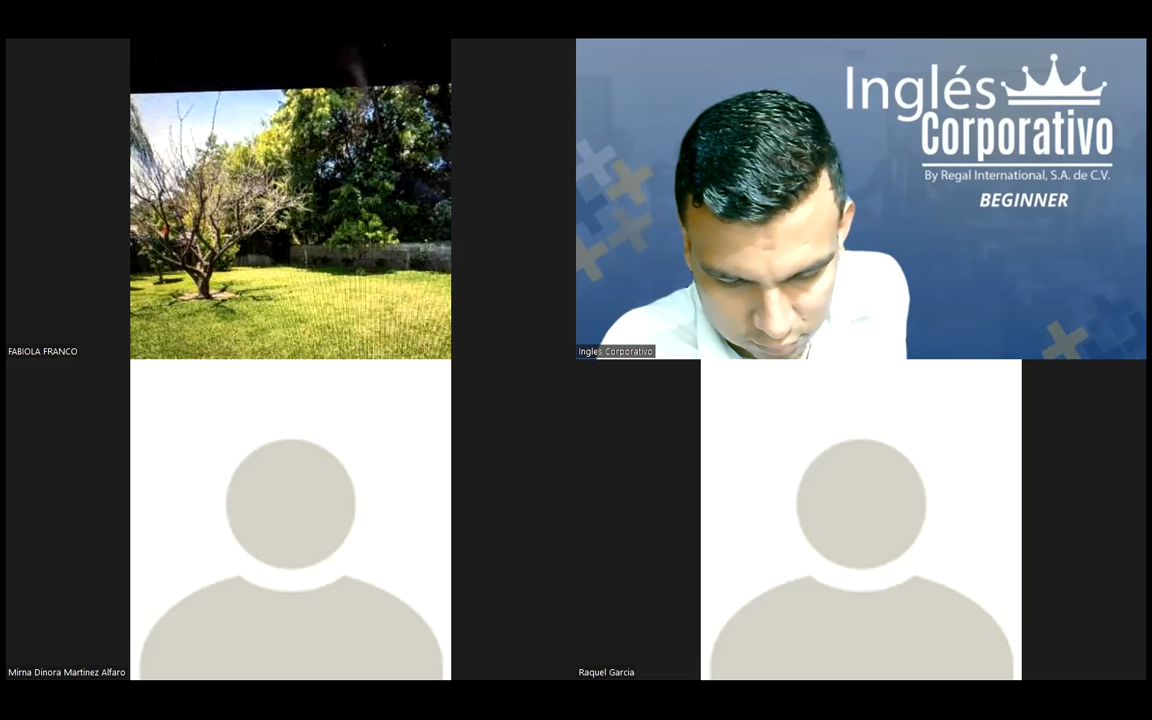 Inglés
Corporativo
By Regal International, S.A. de C.V.
BEGINNER
FABIOLA FRANCO
Ingles Corporativo
Mirna Dinora Martinez Alfaro
Raquel Garcia